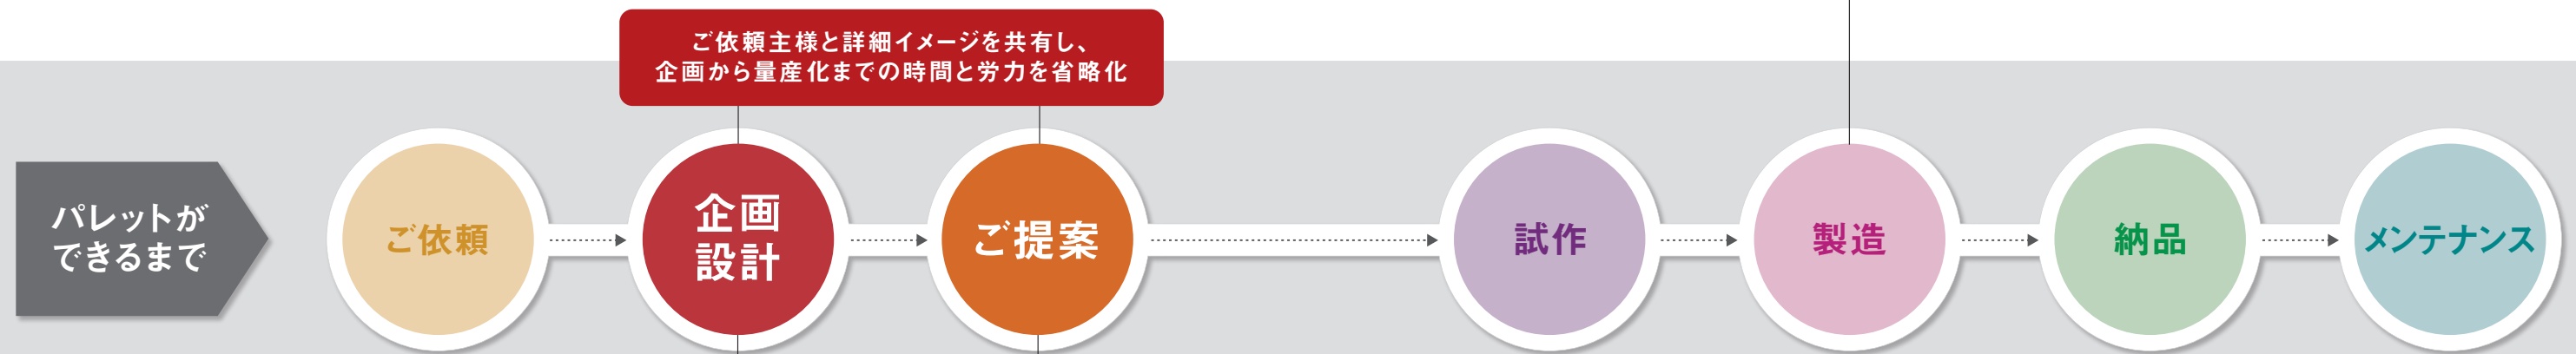 ご依頼主様と詳細イメージを共有し、
企画から量産化までの時間と労力を省略化
パレットが
できるまで
ご依頼
企画
設計
ご提案
試作
製造
納品
メンテナンス